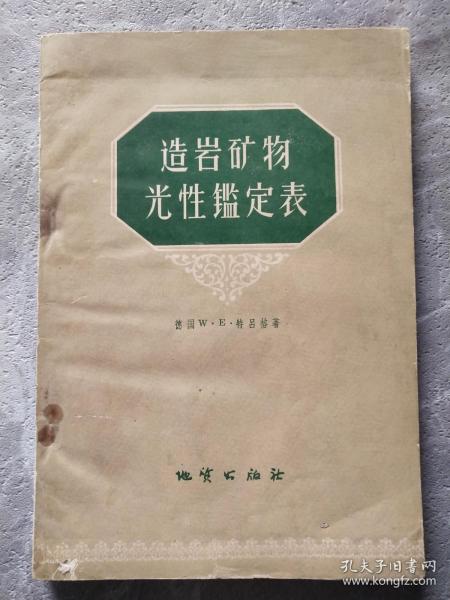 造岩矿物
光性鑑定表
德国W·E·特吕格著
地质出版社
孔夫子旧书网
www.kongfz.com